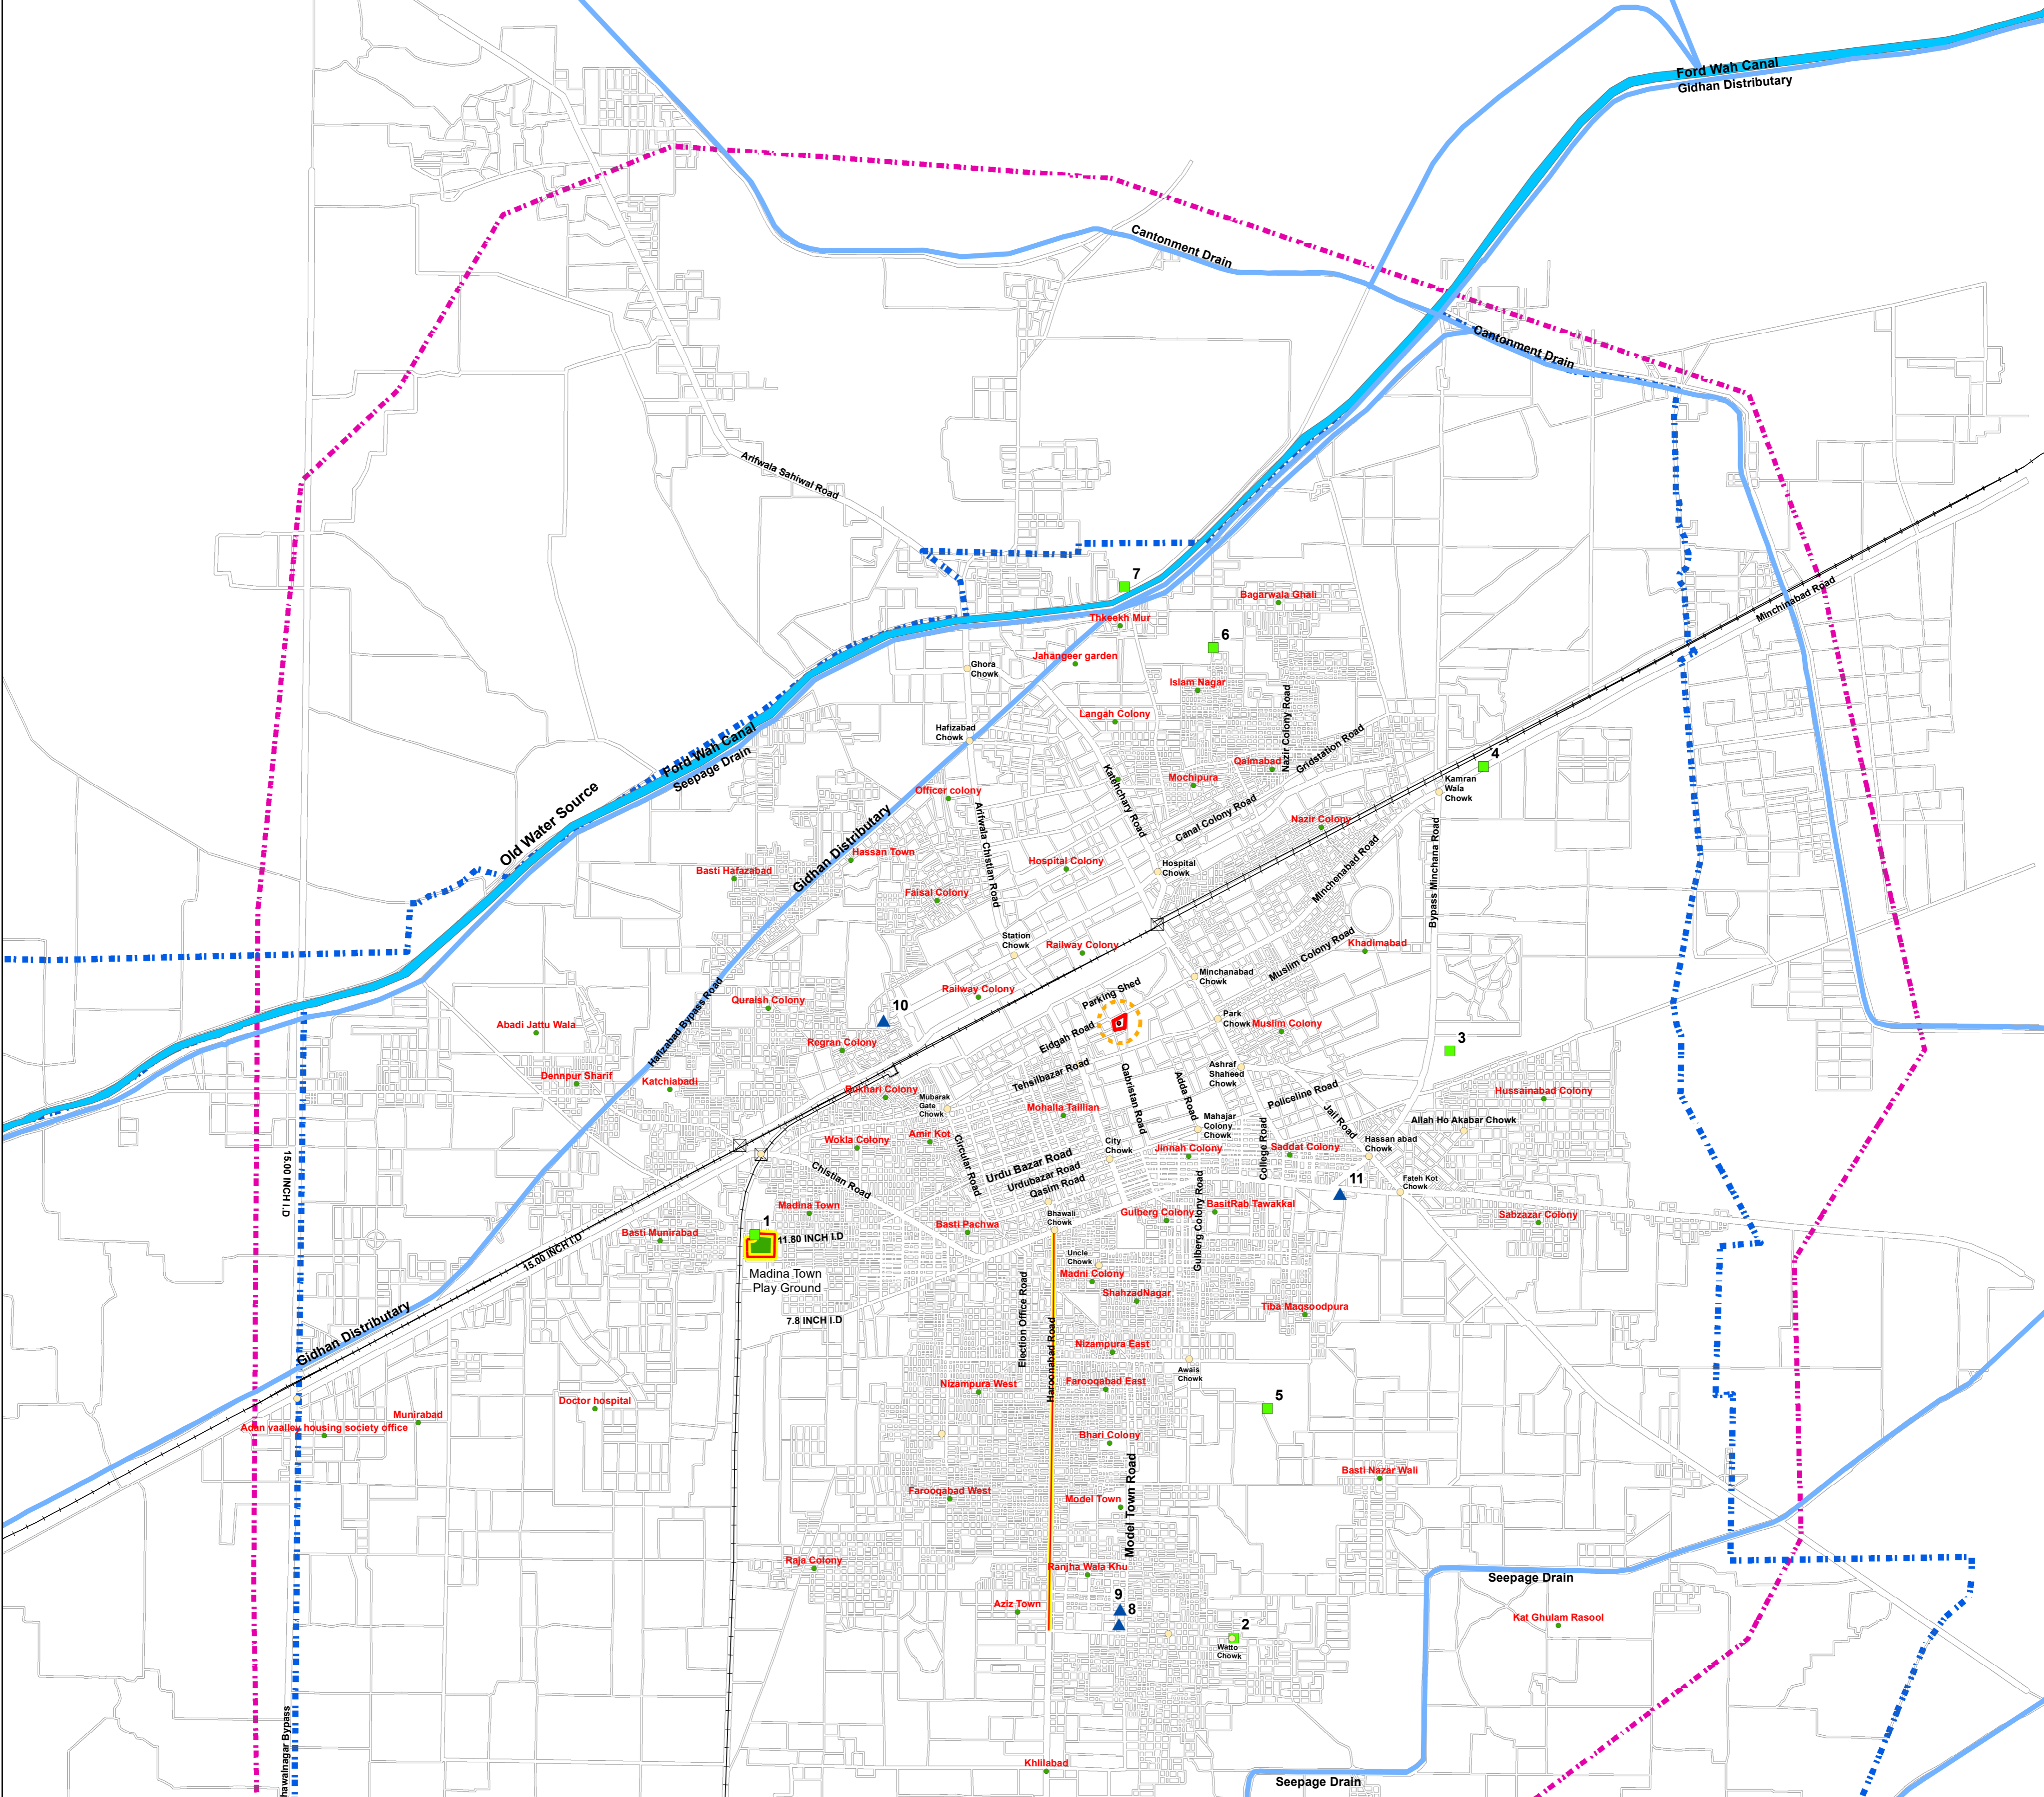 Ford Wah Canal
Gidhan Distributary
Cantonment Drain
Cantonment Drain
Arifwala Sahiwal Road
7
Bagarwala Ghali
Minchinabad Road
Thkeekh Mur
6
Jahangeer garden
Ghora
Chowk
Islam Nagar
Langah Colony
Nazir Colony Road
Hafizabad
Chowk
Ford Wah Canal
Seepage Drain
Gridstation Road
4
Qaimabad
Mochipura
Katchchary Road
Kamran
Wala
Chowk
Officer colony
Old Water Source
Gidhan Distributary
Arifwala Chistian Road
Canal Colony Road
Nazir Colony
Hassan Town
Hospital Colony
Hospital
Chowk
Minchenabad Road
Bypass Minchana Road
Basti Hafazabad
Faisal Colony
Station
Chowk
Railway Colony
Khadimabad
Muslim Colony Road
Minchanabad
Chowk
Railway Colony
Parking Shed
Quraish Colony
10
Hafizabad Bypass Road
Park
Chowk
Muslim Colony
Abadi Jattu Wala
Eidgah Road
Regran Colony
3
Tehsilbazar Road
Qabristan Road
Adda Road
Ashraf
Shaheed
Chowk
Dennpur Sharif
Katchiabadi
Bukhari Colony
Mubarak
Gate
Chowk
Mohalla Taillian
Policeline Road
Jail Road
Hussainabad Colony
Mahajar
Colony
Chowk
Allah Ho Akabar Chowk
Amir Kot
Wokla Colony
Circular Road
City
Chowk
Jinnah Colony
College Road
Saddat Colony
Hassan abad
Chowk
Urdu Bazar Road
Urdubazar Road
Qasim Road
Chistian Road
15.00 INCH I.D
11
Fateh Kot
Chowk
Madina Town
Bhawali
Chowk
Gulberg Colony
Gulberg Colony Road
BasitRab Tawakkal
Sabzazar Colony
1
Basti Pachwa
Basti Munirabad
11.80 INCH I.D
15.00 INCH I.D
Uncle
Chowk
Madina Town
Play Ground
Madni Colony
ShahzadNagar
Tiba Maqsoodpura
7.8 INCH I.D
Election Office Road
Haroonabad Road
Gidhan Distributary
Nizampura East
Awais
Chowk
Nizampura West
Farooqabad East
5
Doctor hospital
Munirabad
Adan vaalley housing society office
Bhari Colony
Basti Nazar Wali
Farooqabad West
Model Town
Model Town Road
Raja Colony
Ranjha Wala Khu
Seepage Drain
9
8
Aziz Town
Kat Ghulam Rasool
2
Watto
Chowk
hawalnagar Bypass
Khlilabad
Seepage Drain